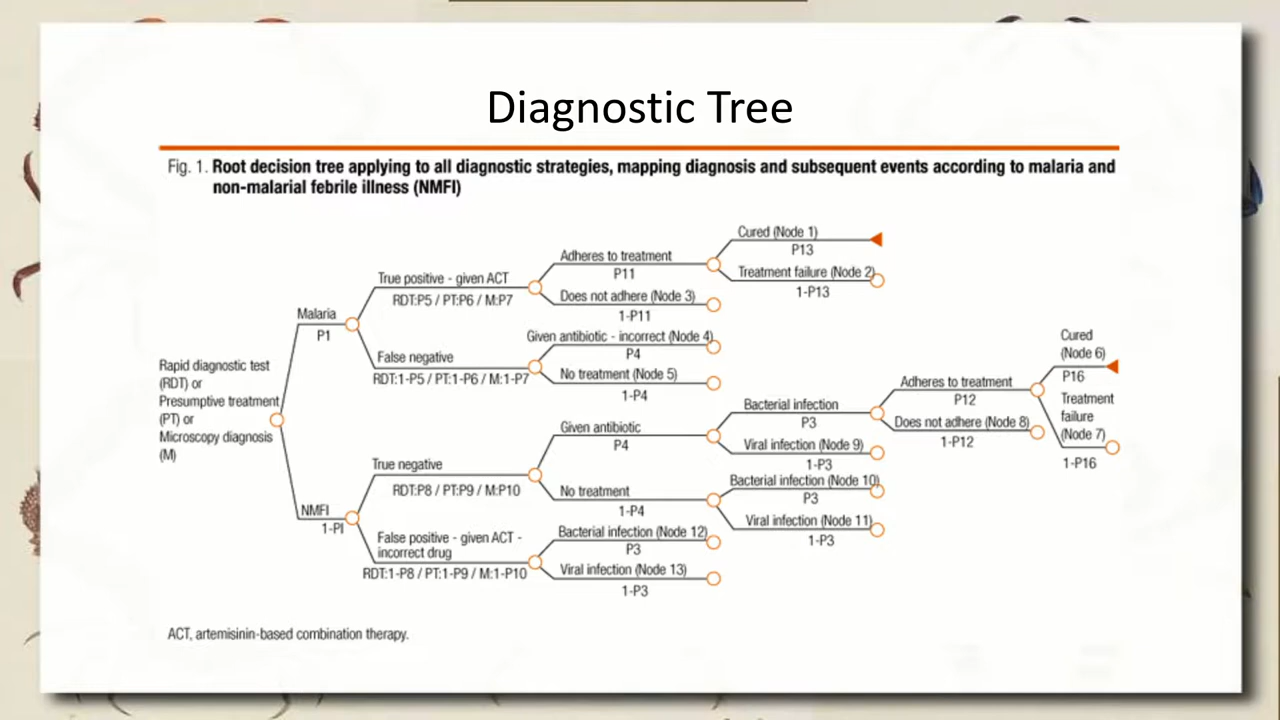 Diagnostic Tree
Fig. 1. Root decision tree applying to all diagnostic strategies, mapping diagnosis and subsequent events according to malaria and
non-malarial febrile illness (NMFI)
Rapid diagnostic test
(RDT) or
Presumptive treatment
(PT) or
Microscopy diagnosis
(M)
Malaria
P1
True positive - given ACT
RDT:P5 / PT:P6 / M:P7
Adheres to treatment
P11
Cured (Node 1)
P13
Treatment failure (Node 2)
1-P13
Does not adhere (Node 3)
1-P11
False negative
RDT:1-P5 / PT:1-P6 / M:1-P7
Given antibiotic - incorrect (Node 4)
P4
No treatment (Node 5)
1-P4
NMFI
1-PI
True negative
RDT:P8 / PT:P9 / M:P10
Given antibiotic
P4
Bacterial infection
P3
Adheres to treatment
P12
Cured
(Node 6)
P16
Treatment
failure
(Node 7)
1-P16
Does not adhere (Node 8)
1-P12
Viral infection (Node 9)
1-P3
No treatment
1-P4
Bacterial infection (Node 10)
P3
Viral infection (Node 11)
1-P3
False positive - given ACT -
incorrect drug
RDT:1-P8 / PT:1-P9 / M:1-P10
Bacterial infection (Node 12)
P3
Viral infection (Node 13)
1-P3
ACT, artemisinin-based combination therapy.